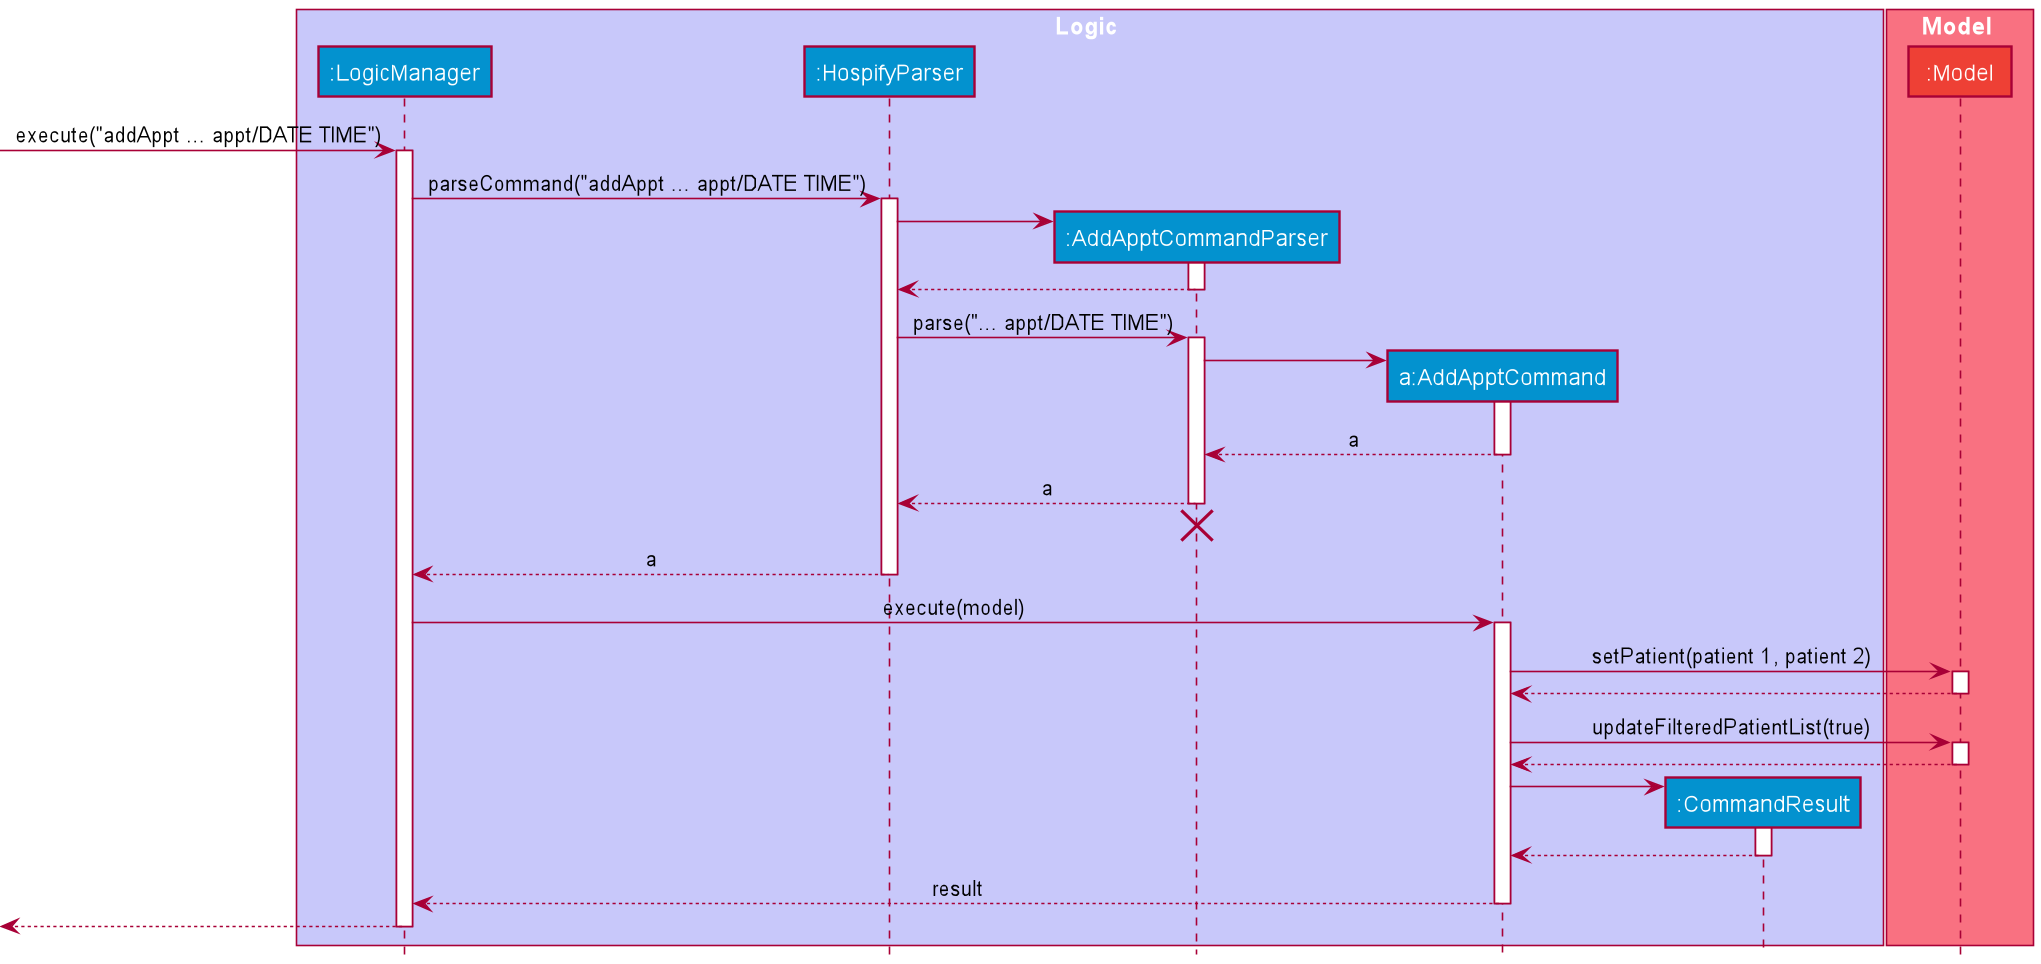 Logic
Model
:LogicManager
:HospifyParser
:Model
execute("addAppt ... appt/DATE TIME")
parseCommand("addAppt ... appt/DATE TIME")
:AddApptCommandParser
parse("... appt/DATE TIME")
a:AddApptCommand
a
a
a
execute(model)
setPatient(patient 1, patient 2)
updateFilteredPatientList(true)
:CommandResult
result